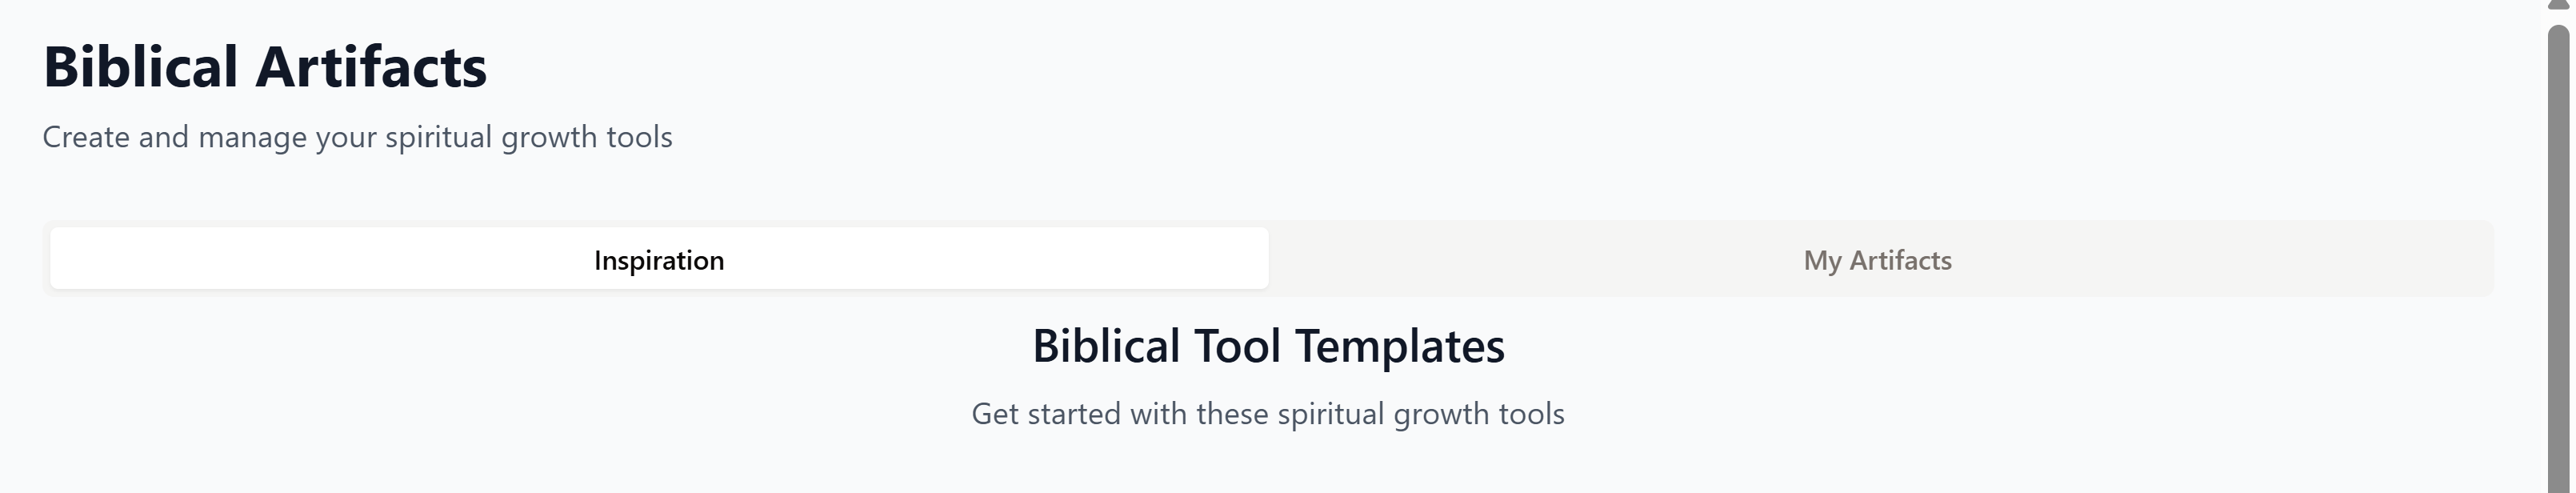 Biblical Artifacts
Create and manage your spiritual growth tools
Inspiration
My Artifacts
Biblical Tool Templates
Get started with these spiritual growth tools